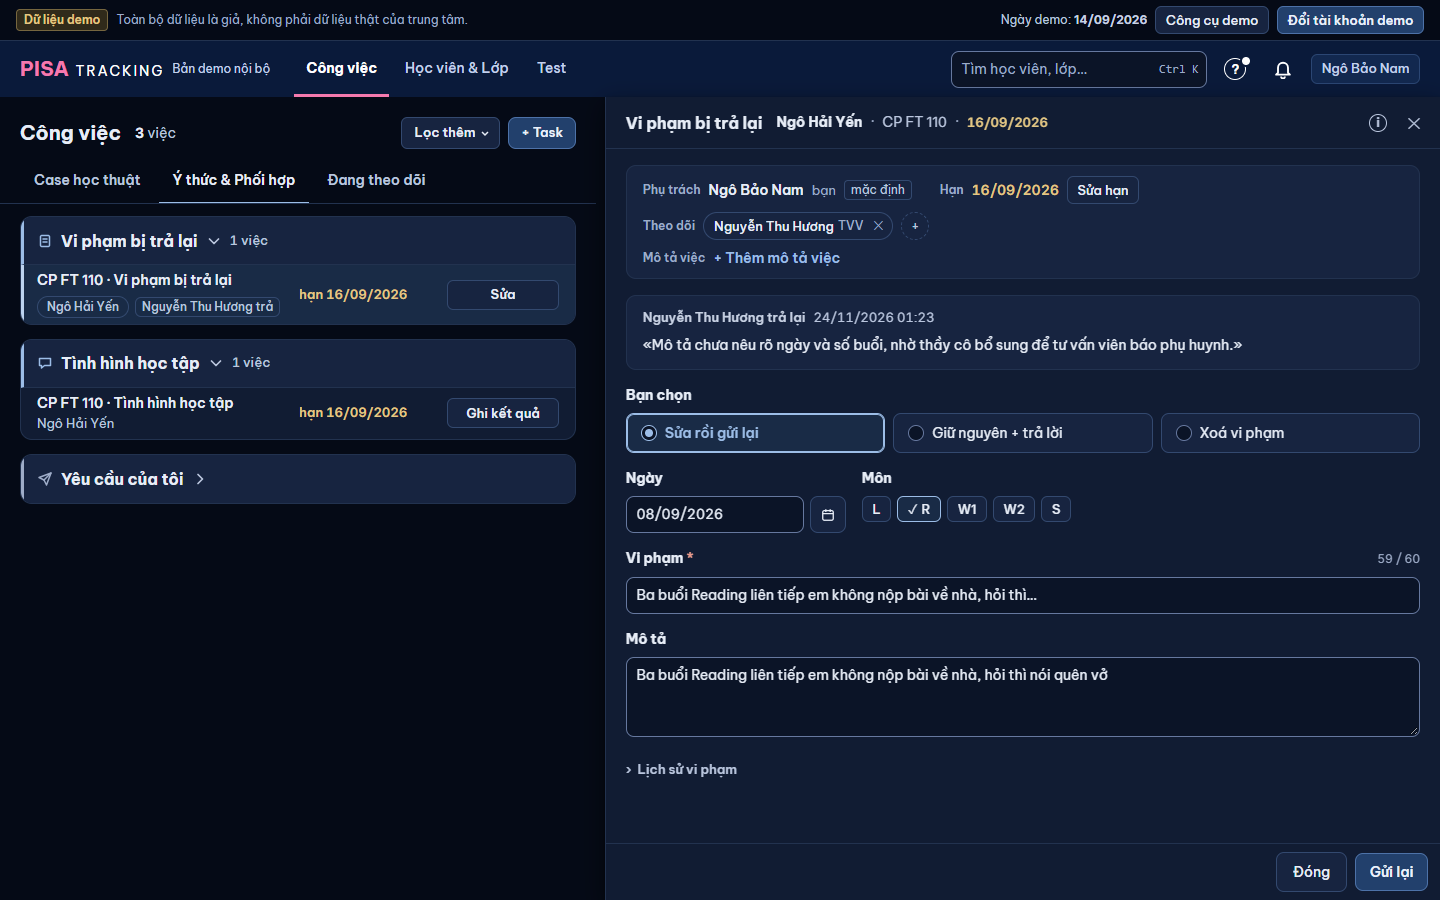 Dữ liệu demo Toàn bộ dữ liệu là giả, không phải dữ liệu thật của trung tâm. Ngày demo: 14/09/2026 Công cụ demo Đổi tài khoản demo
PISA TRACKING Bản demo nội bộ Công việc Học viên & Lớp Test Tìm học viên, lớp... Ctrl K ? Ngô Bảo Nam
Công việc 3 việc Lọc thêm + Task
Case học thuật Ý thức & Phối hợp Đang theo dõi
Vi phạm bị trả lại 1 việc
CP FT 110 · Vi phạm bị trả lại
Ngô Hải Yến Nguyễn Thu Hương trả
hạn 16/09/2026 Sửa
Tình hình học tập 1 việc
CP FT 110 · Tình hình học tập
Ngô Hải Yến
hạn 16/09/2026 Ghi kết quả
Yêu cầu của tôi
Vi phạm bị trả lại Ngô Hải Yến · CP FT 110 · 16/09/2026
Phụ trách Ngô Bảo Nam bạn mặc định Hạn 16/09/2026 Sửa hạn
Theo dõi Nguyễn Thu Hương TVV +
Mô tả việc + Thêm mô tả việc
Nguyễn Thu Hương trả lại 24/11/2026 01:23
«Mô tả chưa nêu rõ ngày và số buổi, nhờ thầy cô bổ sung để tư vấn viên báo phụ huynh.»
Bạn chọn
Sửa rồi gửi lại Giữ nguyên + trả lời Xoá vi phạm
Ngày Môn
08/09/2026 L ✓ R W1 W2 S
Vi phạm * 59 / 60
Ba buổi Reading liên tiếp em không nộp bài về nhà, hỏi thì...
Mô tả
Ba buổi Reading liên tiếp em không nộp bài về nhà, hỏi thì nói quên vở
› Lịch sử vi phạm
Đóng Gửi lại